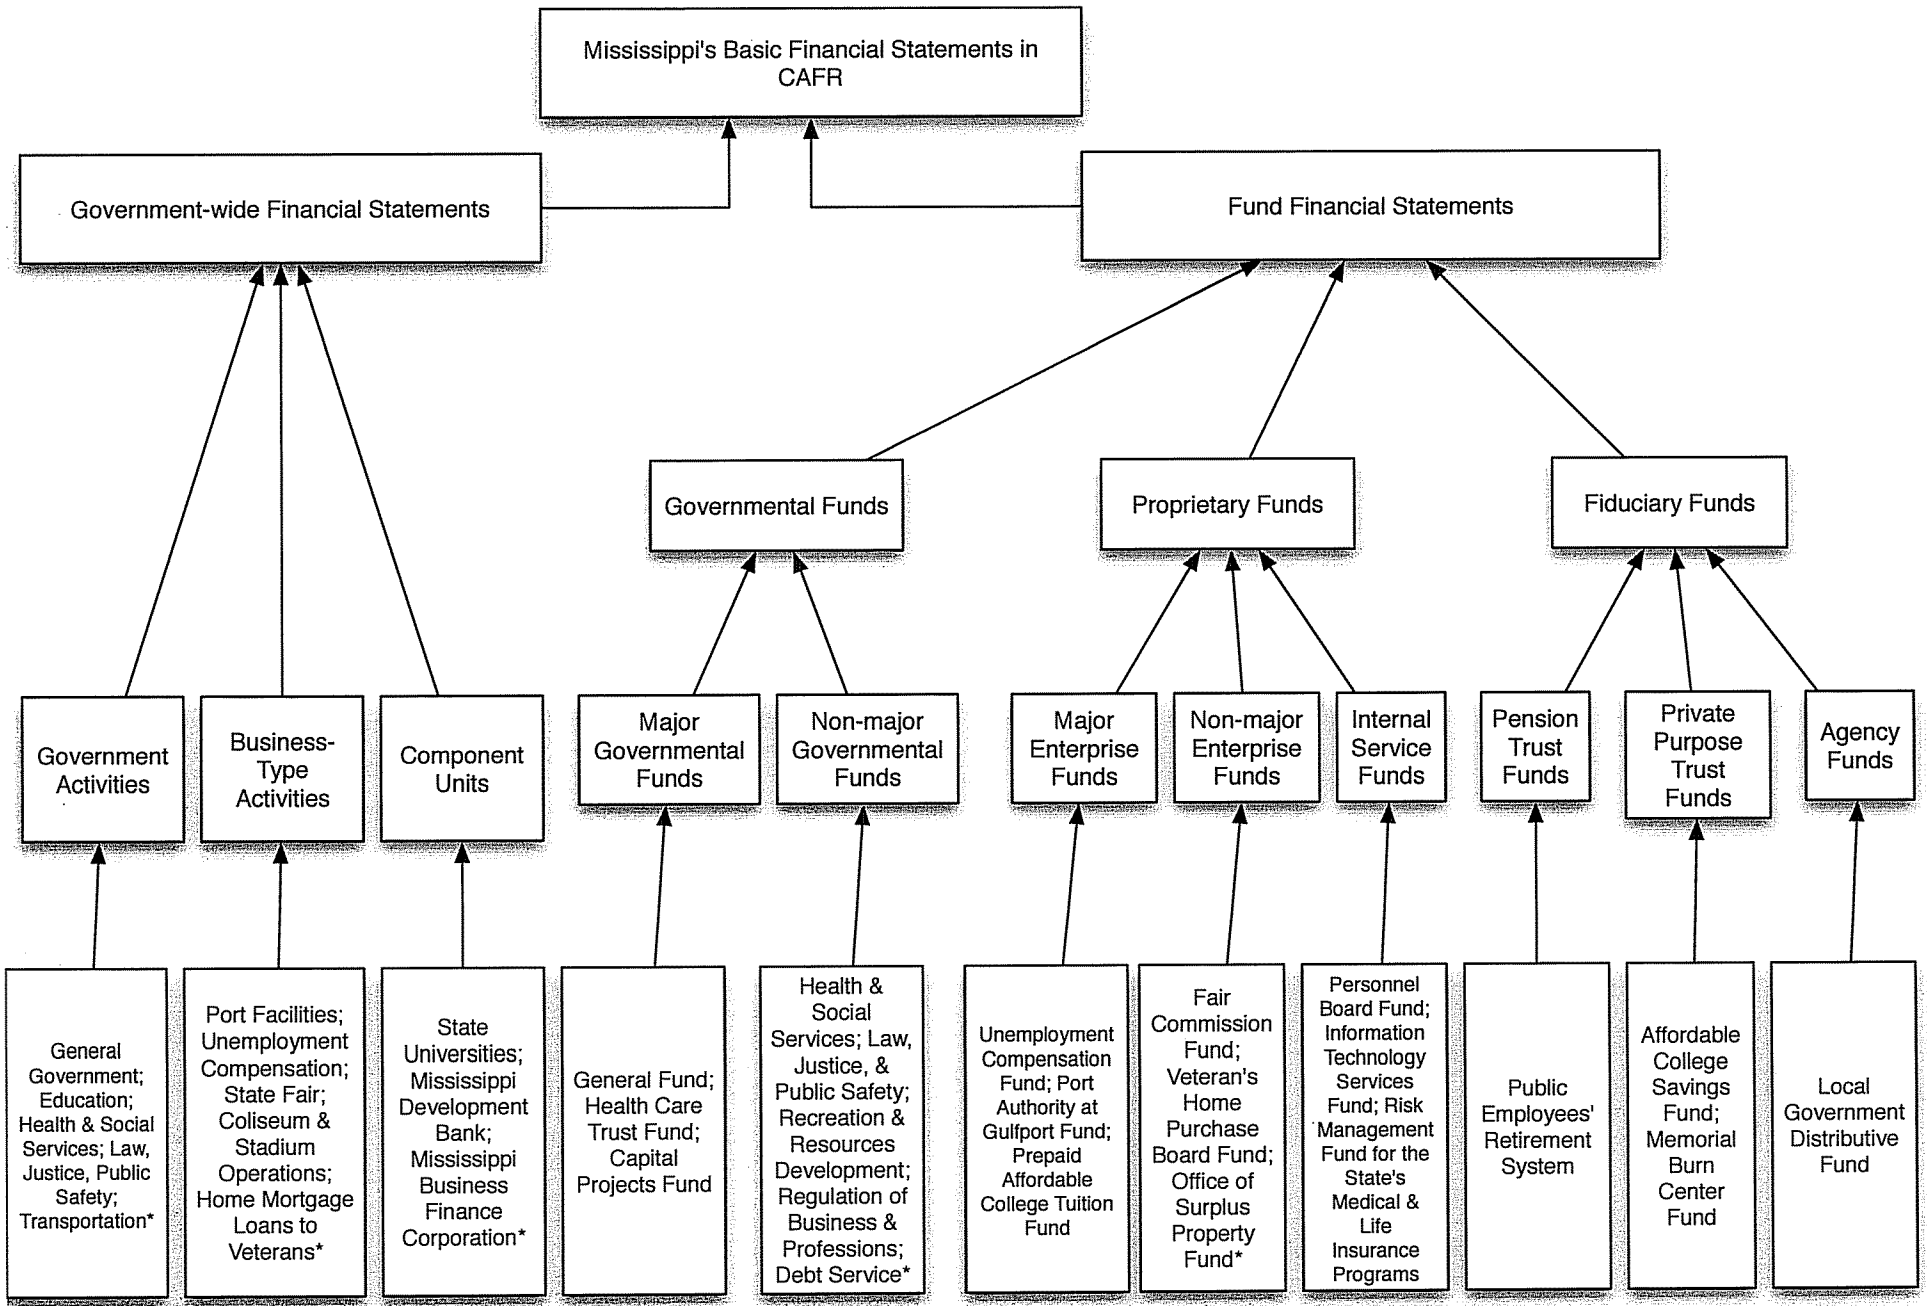 Mississippi's Basic Financial Statements in
CAFR
Government-wide Financial Statements
Fund Financial Statements
Governmental Funds
Proprietary Funds
Fiduciary Funds
Government
Activities
Business-
Type
Activities
Component
Units
Major
Governmental
Funds
Non-major
Governmental
Funds
Major
Enterprise
Funds
Non-major
Enterprise
Funds
Internal
Service
Funds
Pension
Trust
Funds
Private
Purpose
Trust
Funds
Agency
Funds
General
Government;
Education;
Health & Social
Services; Law,
Justice, Public
Safety;
Transportation*
Port Facilities;
Unemployment
Compensation;
State Fair;
Coliseum &
Stadium
Operations;
Home Mortgage
Loans to
Veterans*
State
Universities;
Mississippi
Development
Bank;
Mississippi
Business
Finance
Corporation*
General Fund;
Health Care
Trust Fund;
Capital
Projects Fund
Health &
Social
Services; Law,
Justice, &
Public Safety;
Recreation &
Resources
Development;
Regulation of
Business &
Professions;
Debt Service*
Unemployment
Compensation
Fund; Port
Authority at
Gulfport Fund;
Prepaid
Affordable
College Tuition
Fund
Fair
Commission
Fund;
Veteran's
Home
Purchase
Board Fund;
Office of
Surplus
Property
Fund*
Personnel
Board Fund;
Information
Technology
Services
Fund; Risk
Management
Fund for the
State's
Medical &
Life
Insurance
Programs
Public
Employees'
Retirement
System
Affordable
College
Savings
Fund;
Memorial
Burn
Center
Fund
Local
Government
Distributive
Fund